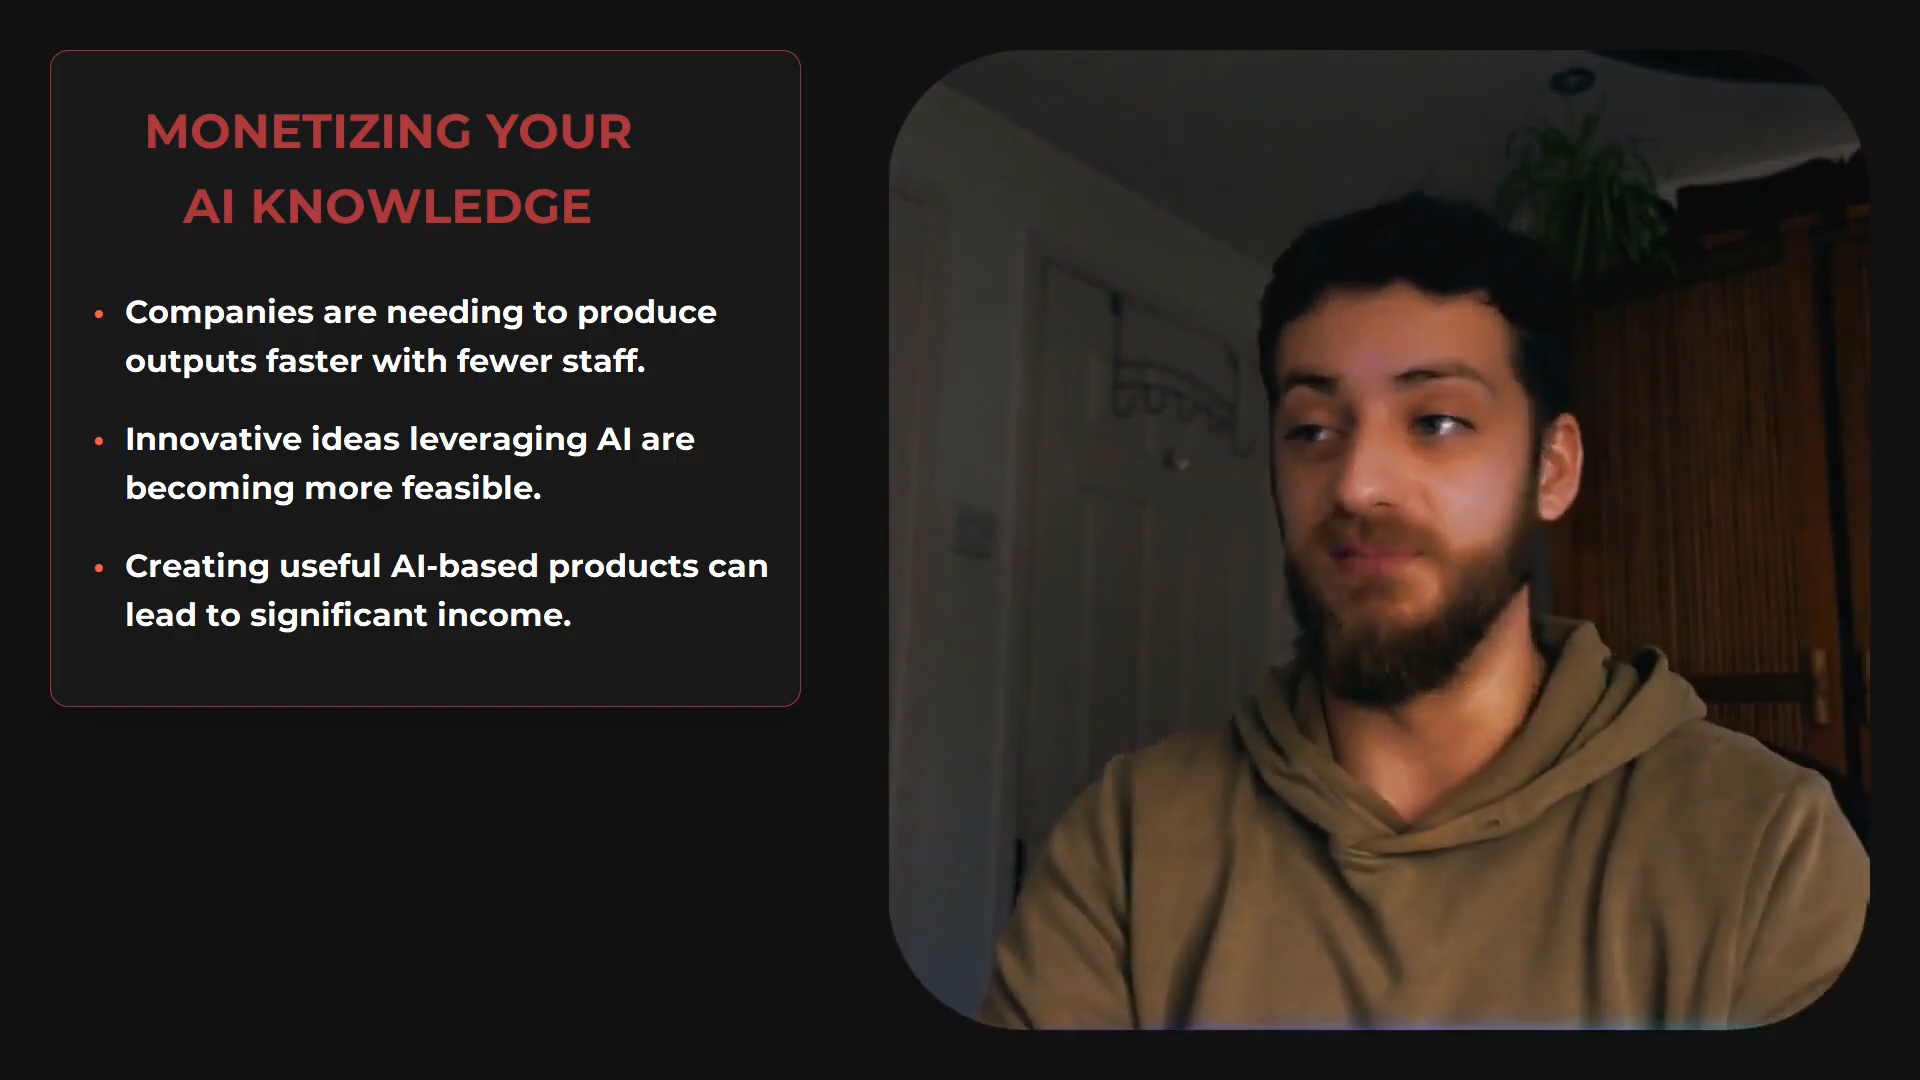 MONETIZING YOUR
AI KNOWLEDGE
• Companies are needing to produce
outputs faster with fewer staff.
• Innovative ideas leveraging AI are
becoming more feasible.
• Creating useful AI-based products can
lead to significant income.